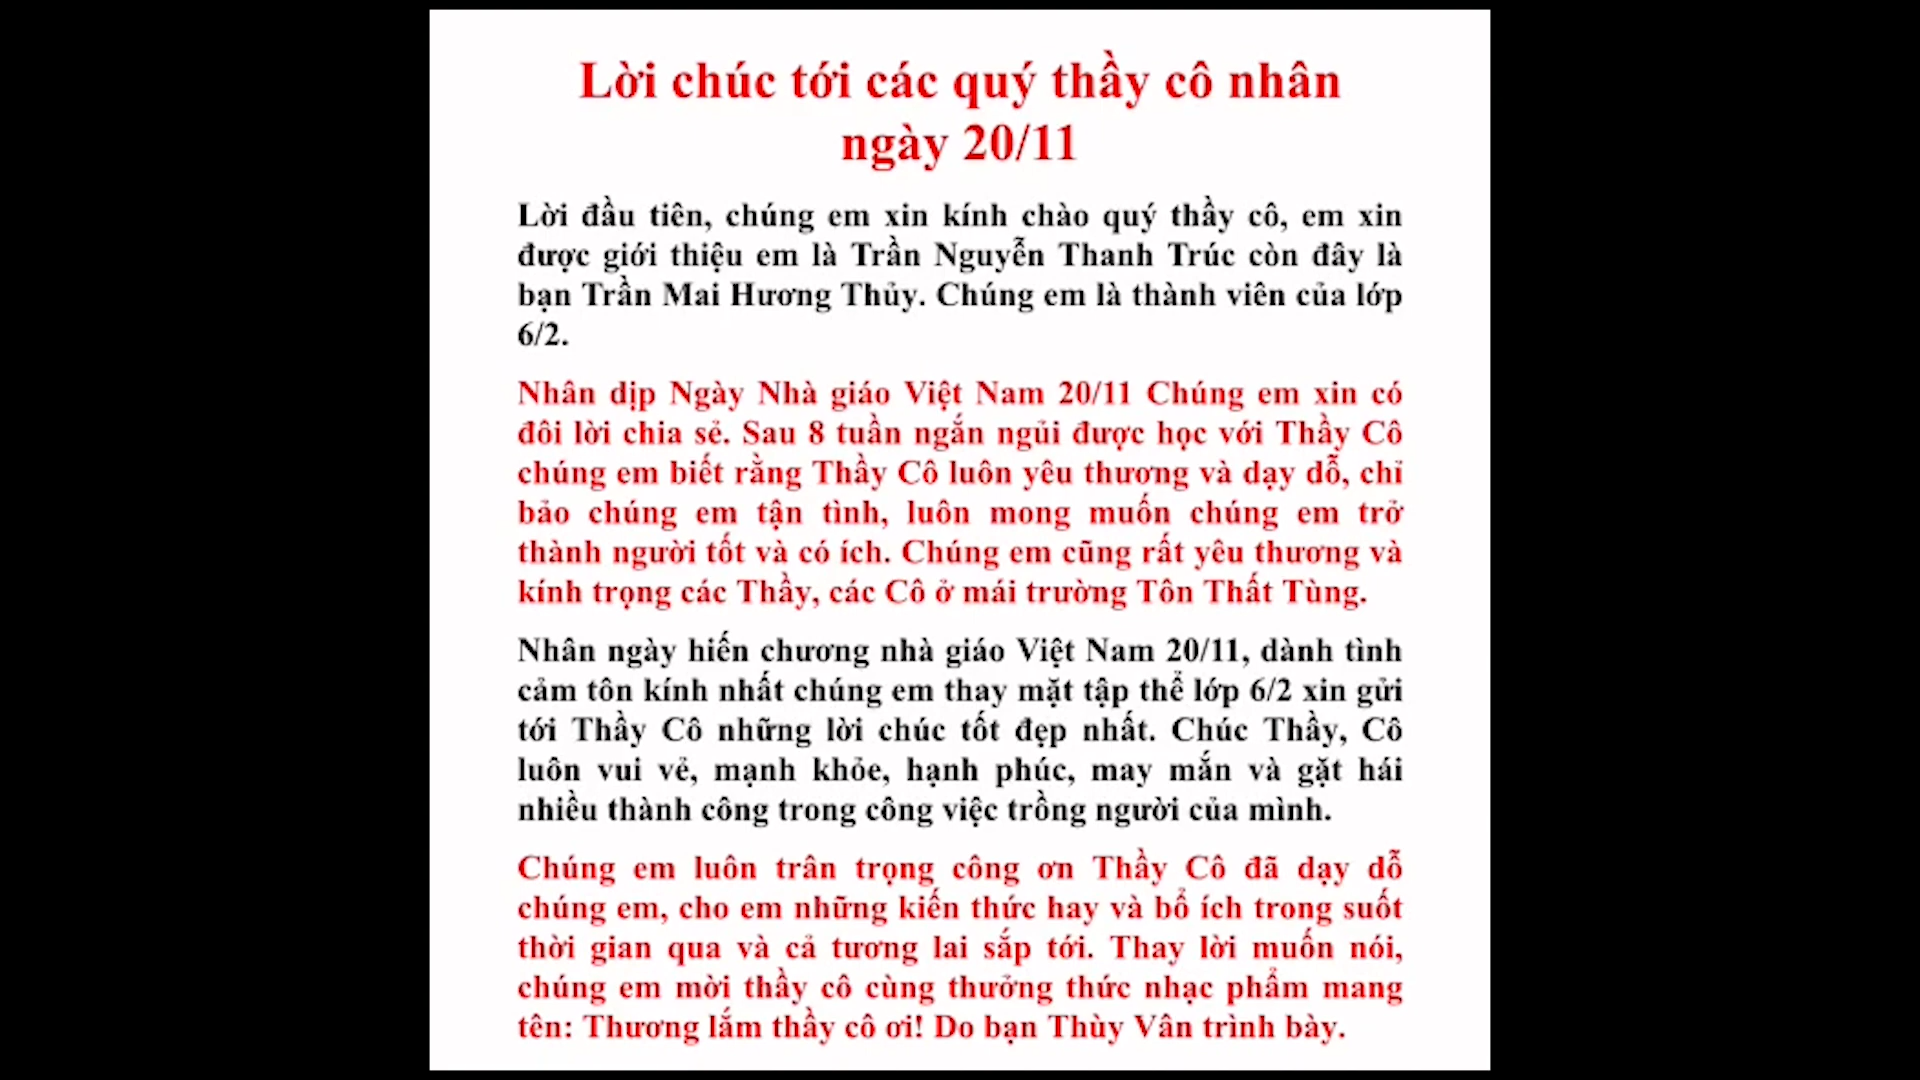 Lời chúc tới các quý thầy cô nhân
ngày 20/11
Lời đầu tiên, chúng em xin kính chào quý thầy cô, em xin
được giới thiệu em là Trần Nguyễn Thanh Trúc còn đây là
bạn Trần Mai Hương Thủy. Chúng em là thành viên của lớp
6/2.
Nhân dịp Ngày Nhà giáo Việt Nam 20/11 Chúng em xin có
đôi lời chia sẻ. Sau 8 tuần ngắn ngủi được học với Thầy Cô
chúng em biết rằng Thầy Cô luôn yêu thương và dạy dỗ, chỉ
bảo chúng em tận tình, luôn mong muốn chúng em trở
thành người tốt và có ích. Chúng em cũng rất yêu thương và
kính trọng các Thầy, các Cô ở mái trường Tôn Thất Tùng.
Nhân ngày hiến chương nhà giáo Việt Nam 20/11, dành tình
cảm tôn kính nhất chúng em thay mặt tập thể lớp 6/2 xin gửi
tới Thầy Cô những lời chúc tốt đẹp nhất. Chúc Thầy, Cô
luôn vui vẻ, mạnh khỏe, hạnh phúc, may mắn và gặt hái
nhiều thành công trong công việc trồng người của mình.
Chúng em luôn trân trọng công ơn Thầy Cô đã dạy dỗ
chúng em, cho em những kiến thức hay và bổ ích trong suốt
thời gian qua và cả tương lai sắp tới. Thay lời muốn nói,
chúng em mời thầy cô cùng thưởng thức nhạc phẩm mang
tên: Thương lắm thầy cô ơi! Do bạn Thùy Vân trình bày.